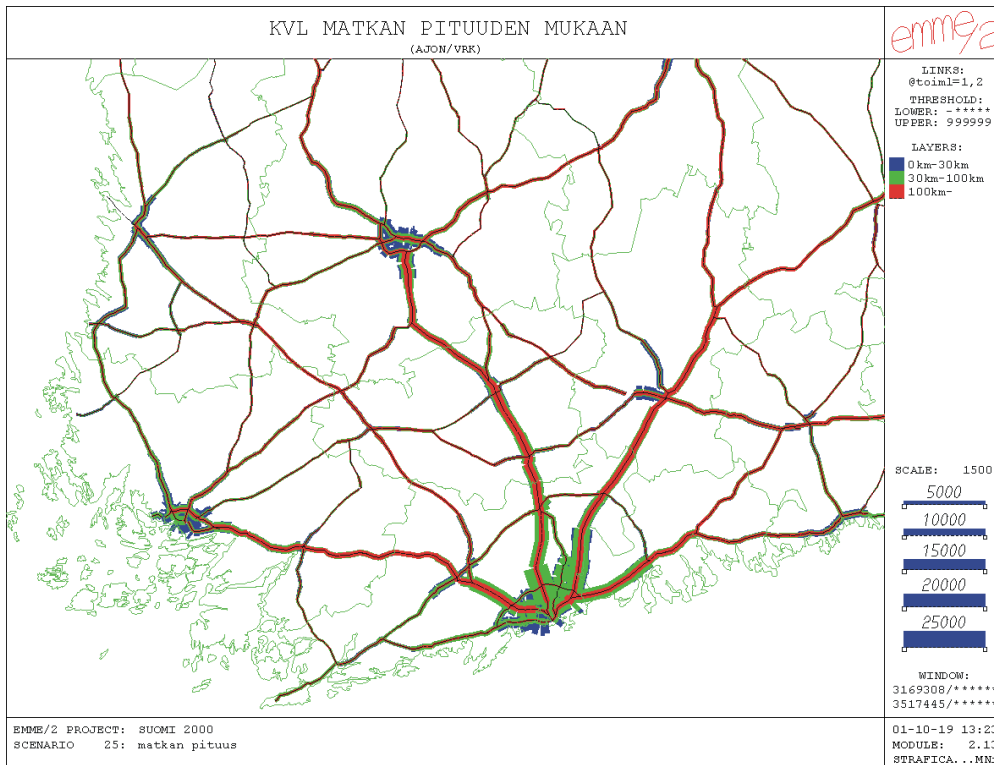 KVL MATKAN PITUUDEN MUKAAN
(AJON/VRK)
emme/2
LINKS:
@toiml=1,2
THRESHOLD:
LOWER: -*****
UPPER: 999999
LAYERS:
0km-30km
30km-100km
100km-
SCALE: 1500
5000
10000
15000
20000
25000
WINDOW:
3169308/******
3517445/******
EMME/2 PROJECT: SUOMI 2000
SCENARIO 25: matkan pituus
01-10-19 13:23
MODULE: 2.13
STRAFICA...MN